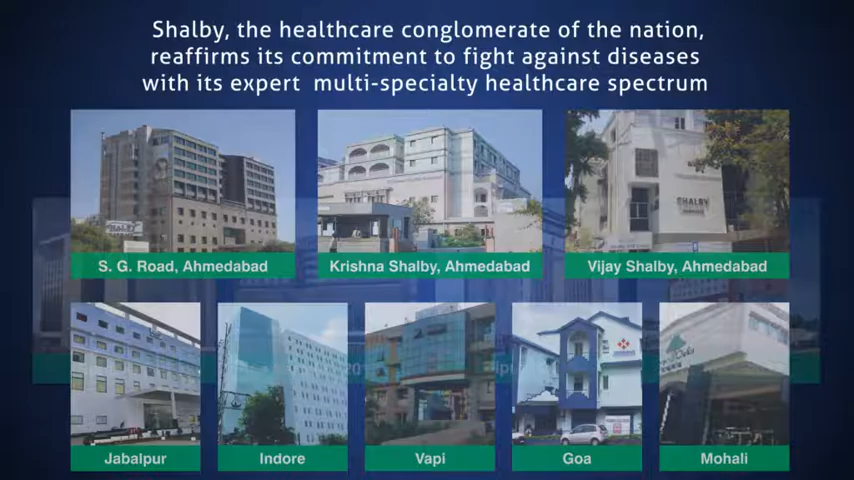 Shalby, the healthcare conglomerate of the nation,
reaffirms its commitment to fight against diseases
with its expert multi-specialty healthcare spectrum
SHALBY
S. G. Road, Ahmedabad
Krishna Shalby, Ahmedabad
Vijay Shalby, Ahmedabad
Jabalpur
Indore
Vapi
Goa
Mohali